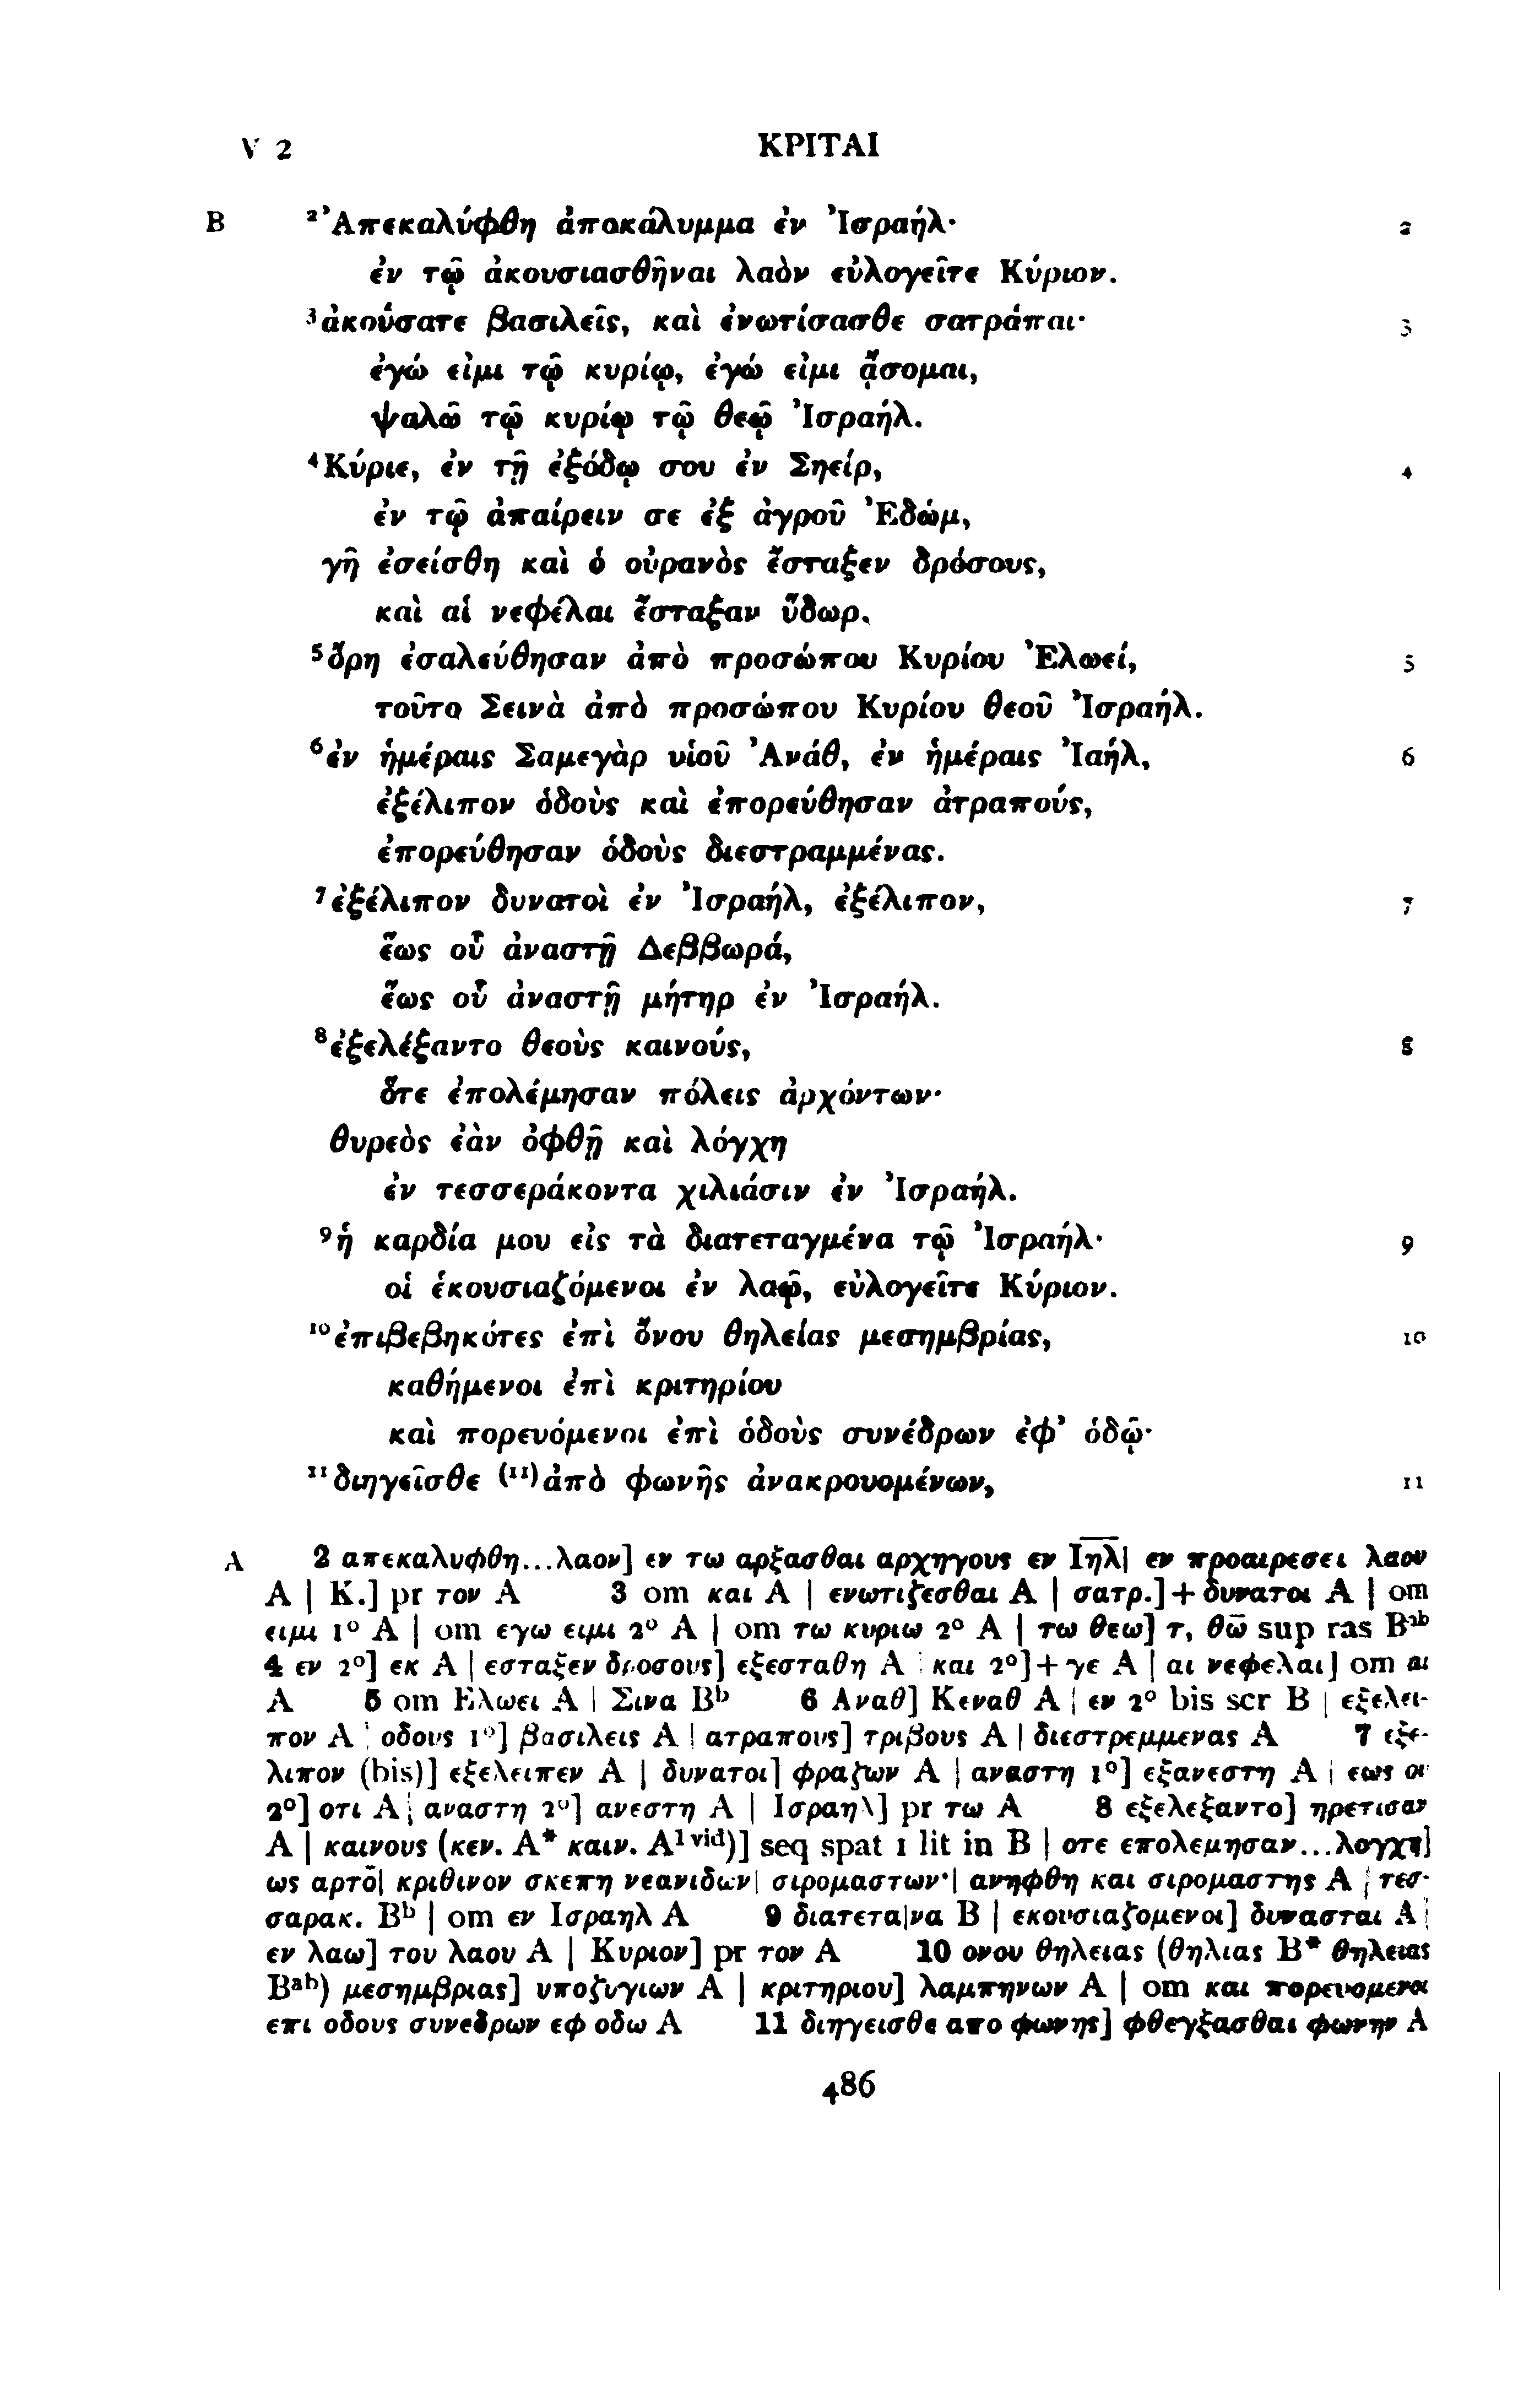 V 2 ΚΡΙΤΑΙ
B ²Ἀπεκαλύφθη ἀποκάλυμμα ἐν Ἰσραήλ· 2
ἐν τῷ ἀκουσιασθῆναι λαὸν εὐλογεῖτε Κύριον.
³ἀκούσατε βασιλεῖς, καὶ ἐνωτίσασθε σατράπαι· 3
ἐγώ εἰμι τῷ κυρίῳ, ἐγώ εἰμι ᾄσομαι,
ψαλῶ τῷ κυρίῳ τῷ θεῷ Ἰσραήλ.
⁴Κύριε, ἐν τῇ ἐξόδῳ σου ἐν Σηείρ, 4
ἐν τῷ ἀπαίρειν σε ἐξ ἀγροῦ Ἐδώμ,
γῆ ἐσείσθη καὶ ὁ οὐρανὸς ἔσταξεν δρόσους,
καὶ αἱ νεφέλαι ἔσταξαν ὕδωρ.
⁵ὄρη ἐσαλεύθησαν ἀπὸ προσώπου Κυρίου Ἐλωεί, 5
τοῦτο Σεινὰ ἀπὸ προσώπου Κυρίου θεοῦ Ἰσραήλ.
⁶ἐν ἡμέραις Σαμεγὰρ υἱοῦ Ἀνάθ, ἐν ἡμέραις Ἰαήλ, 6
ἐξέλιπον ὁδοὺς καὶ ἐπορεύθησαν ἀτραπούς,
ἐπορεύθησαν ὁδοὺς διεστραμμένας.
⁷ἐξέλιπον δυνατοὶ ἐν Ἰσραήλ, ἐξέλιπον, 7
ἕως οὗ ἀναστῇ Δεββωρά,
ἕως οὗ ἀναστῇ μήτηρ ἐν Ἰσραήλ.
⁸ἐξελέξαντο θεοὺς καινούς, 8
ὅτε ἐπολέμησαν πόλεις ἀρχόντων·
θυρεὸς ἐὰν ὀφθῇ καὶ λόγχη
ἐν τεσσεράκοντα χιλιάσιν ἐν Ἰσραήλ.
⁹ἡ καρδία μου εἰς τὰ διατεταγμένα τῷ Ἰσραήλ· 9
οἱ ἑκουσιαζόμενοι ἐν λαῷ, εὐλογεῖτε Κύριον.
¹⁰ἐπιβεβηκότες ἐπὶ ὄνου θηλείας μεσημβρίας, 10
καθήμενοι ἐπὶ κριτηρίου
καὶ πορευόμενοι ἐπὶ ὁδοὺς συνέδρων ἐφ’ ὁδῷ·
¹¹διηγεῖσθε ⁽¹¹⁾ἀπὸ φωνῆς ἀνακρουομένων, 11
A 2 απεκαλυφθη...λαον] εν τω αρξασθαι αρχηγους εν Ιη̅λ̅| εν προαιρεσει λαου
A | Κ.] pr τον A 3 om και A | ενωτιζεσθαι A | σατρ.]+δυνατοι A | om
ειμι 1° A | om εγω ειμι 2° A | om τω κυριω 2° A | τω θεω] τ, θω̅ sup ras Bᵃᵇ
4 εν 2°] εκ A | εσταξεν δροσους] εξεσταθη A | και 2°]+γε A | αι νεφελαι] om αι
A 5 om Ελωει A | Σινα Bᵇ 6 Αναθ] Κεναθ A | εν 2° bis scr B | εξελει-
πον A | οδους 1°] βασιλεις A | ατραπους] τριβους A | διεστρεμμενας A 7 εξε-
λιπον (bis)] εξελειπεν A | δυνατοι] φραζων A | αναστη 1°] εξανεστη A | εως ου
2°] οτι A | αναστη 2°] ανεστη A | Ισραηλ] pr τω A 8 εξελεξαντο] ηρετισαν
A | καινους (κεν. A* καιν. A¹ᵛⁱᵈ)] seq spat 1 lit in B | οτε επολεμησαν...λογχη]
ως αρτο̅| κριθινον σκεπη νεανιδων| σιρομαστων·| ανηφθη και σιρομαστης A | τεσ-
σαρακ. Bᵇ | om εν Ισραηλ A 9 διατετα|να B | εκουσιαζομενοι] δυνασται A |
εν λαω] του λαου A | Κυριον] pr τον A 10 ονου θηλειας (θηλιας B* θηλειας
Bᵃᵇ) μεσημβριας] υποζυγιων A | κριτηριου] λαμπηνων A | om και πορευομενοι
επι οδους συνεδρων εφ οδω A 11 διηγεισθε απο φωνης] φθεγξασθαι φωνην A
486